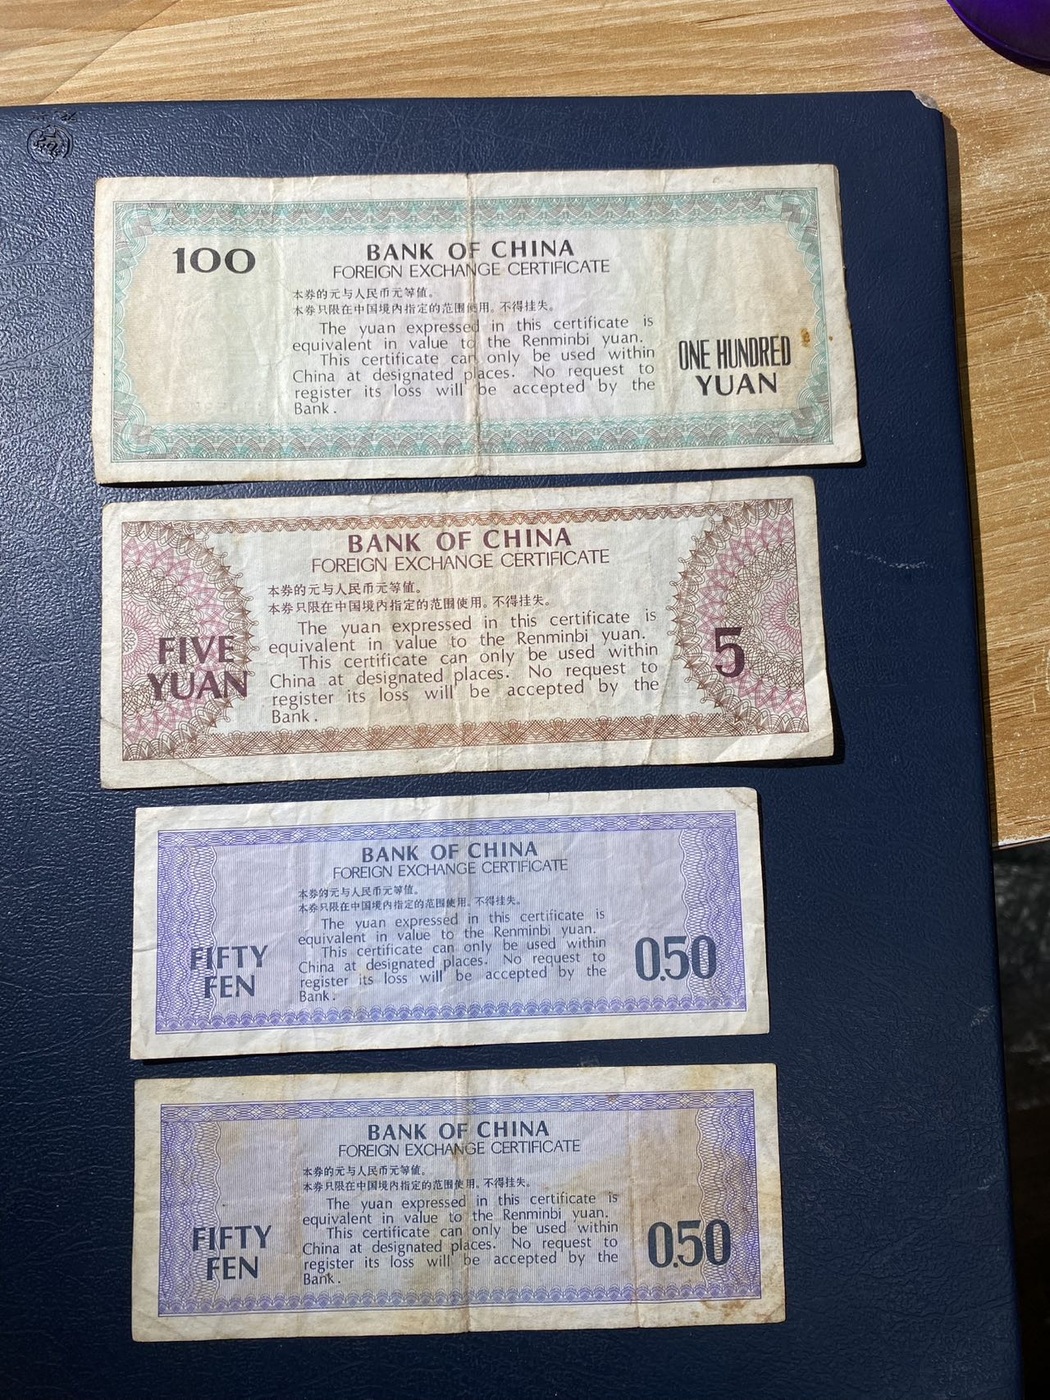 100
BANK OF CHINA
FOREIGN EXCHANGE CERTIFICATE
本券的元与人民币元等值。
本券只限在中国境内指定的范围使用，不得挂失。
The yuan expressed in this certificate is
equivalent in value to the Renminbi yuan.
This certificate can only be used within
China at designated places. No request to
register its loss will be accepted by the
Bank.
ONE HUNDRED
YUAN
BANK OF CHINA
FOREIGN EXCHANGE CERTIFICATE
本券的元与人民币元等值。
本券只限在中国境内指定的范围使用，不得挂失。
The yuan expressed in this certificate is
equivalent in value to the Renminbi yuan.
This certificate can only be used within
China at designated places. No request to
register its loss will be accepted by the
Bank.
FIVE
YUAN
5
BANK OF CHINA
FOREIGN EXCHANGE CERTIFICATE
本券的元与人民币元等值。
本券只限在中国境内指定的范围使用，不得挂失。
The yuan expressed in this certificate is
equivalent in value to the Renminbi yuan.
This certificate can only be used within
China at designated places. No request to
register its loss will be accepted by the
Bank.
FIFTY
FEN
0.50
BANK OF CHINA
FOREIGN EXCHANGE CERTIFICATE
本券的元与人民币元等值。
本券只限在中国境内指定的范围使用，不得挂失。
The yuan expressed in this certificate is
equivalent in value to the Renminbi yuan.
This certificate can only be used within
China at designated places. No request to
register its loss will be accepted by the
Bank.
FIFTY
FEN
0.50